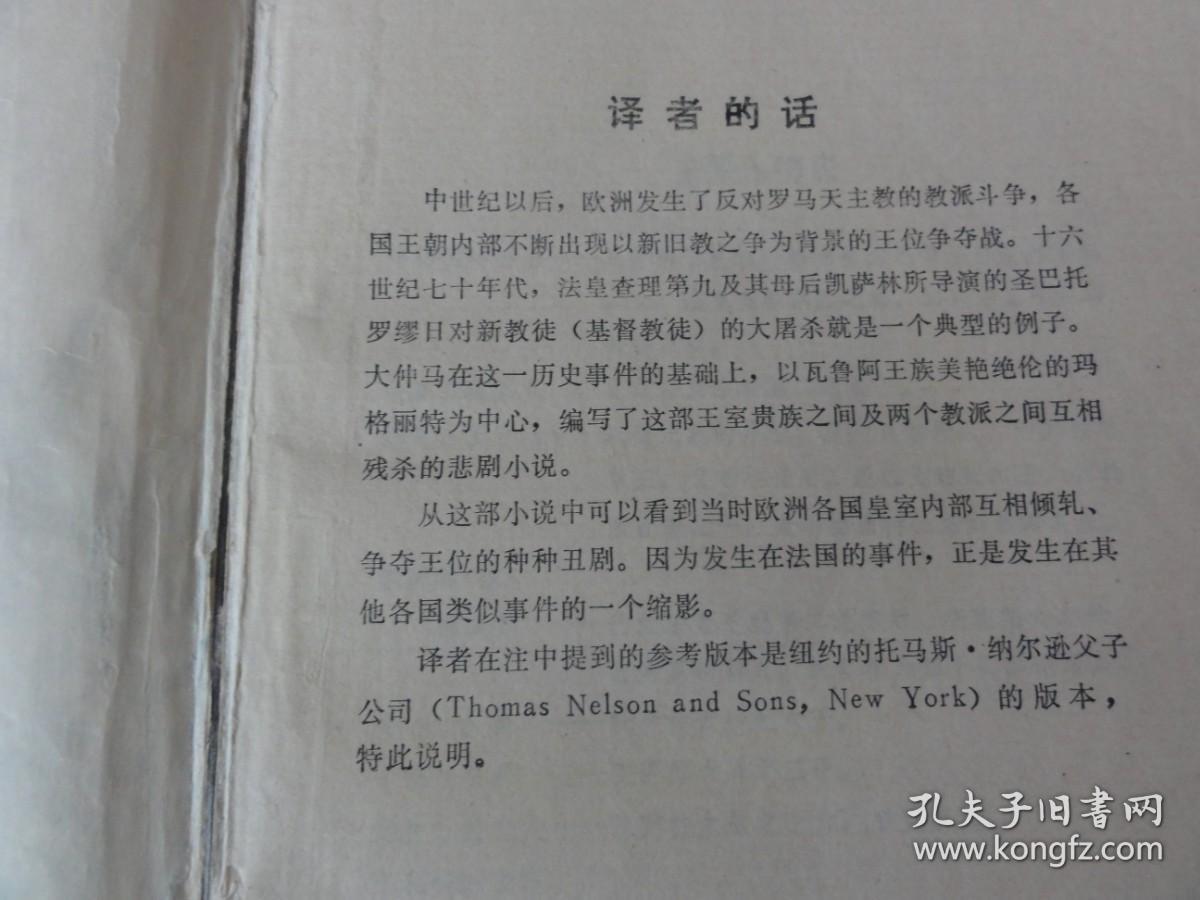 译者的话
中世纪以后，欧洲发生了反对罗马天主教的教派斗争，各
国王朝内部不断出现以新旧教之争为背景的王位争夺战。十六
世纪七十年代，法皇查理第九及其母后凯萨林所导演的圣巴托
罗缪日对新教徒（基督教徒）的大屠杀就是一个典型的例子。
大仲马在这一历史事件的基础上，以瓦鲁阿王族美艳绝伦的玛
格丽特为中心，编写了这部王室贵族之间及两个教派之间互相
残杀的悲剧小说。
从这部小说中可以看到当时欧洲各国皇室内部互相倾轧、
争夺王位的种种丑剧。因为发生在法国的事件，正是发生在其
他各国类似事件的一个缩影。
译者在注中提到的参考版本是纽约的托马斯·纳尔逊父子
公司（Thomas Nelson and Sons, New York）的版本，
特此说明。
孔夫子旧书网
www.kongfz.com